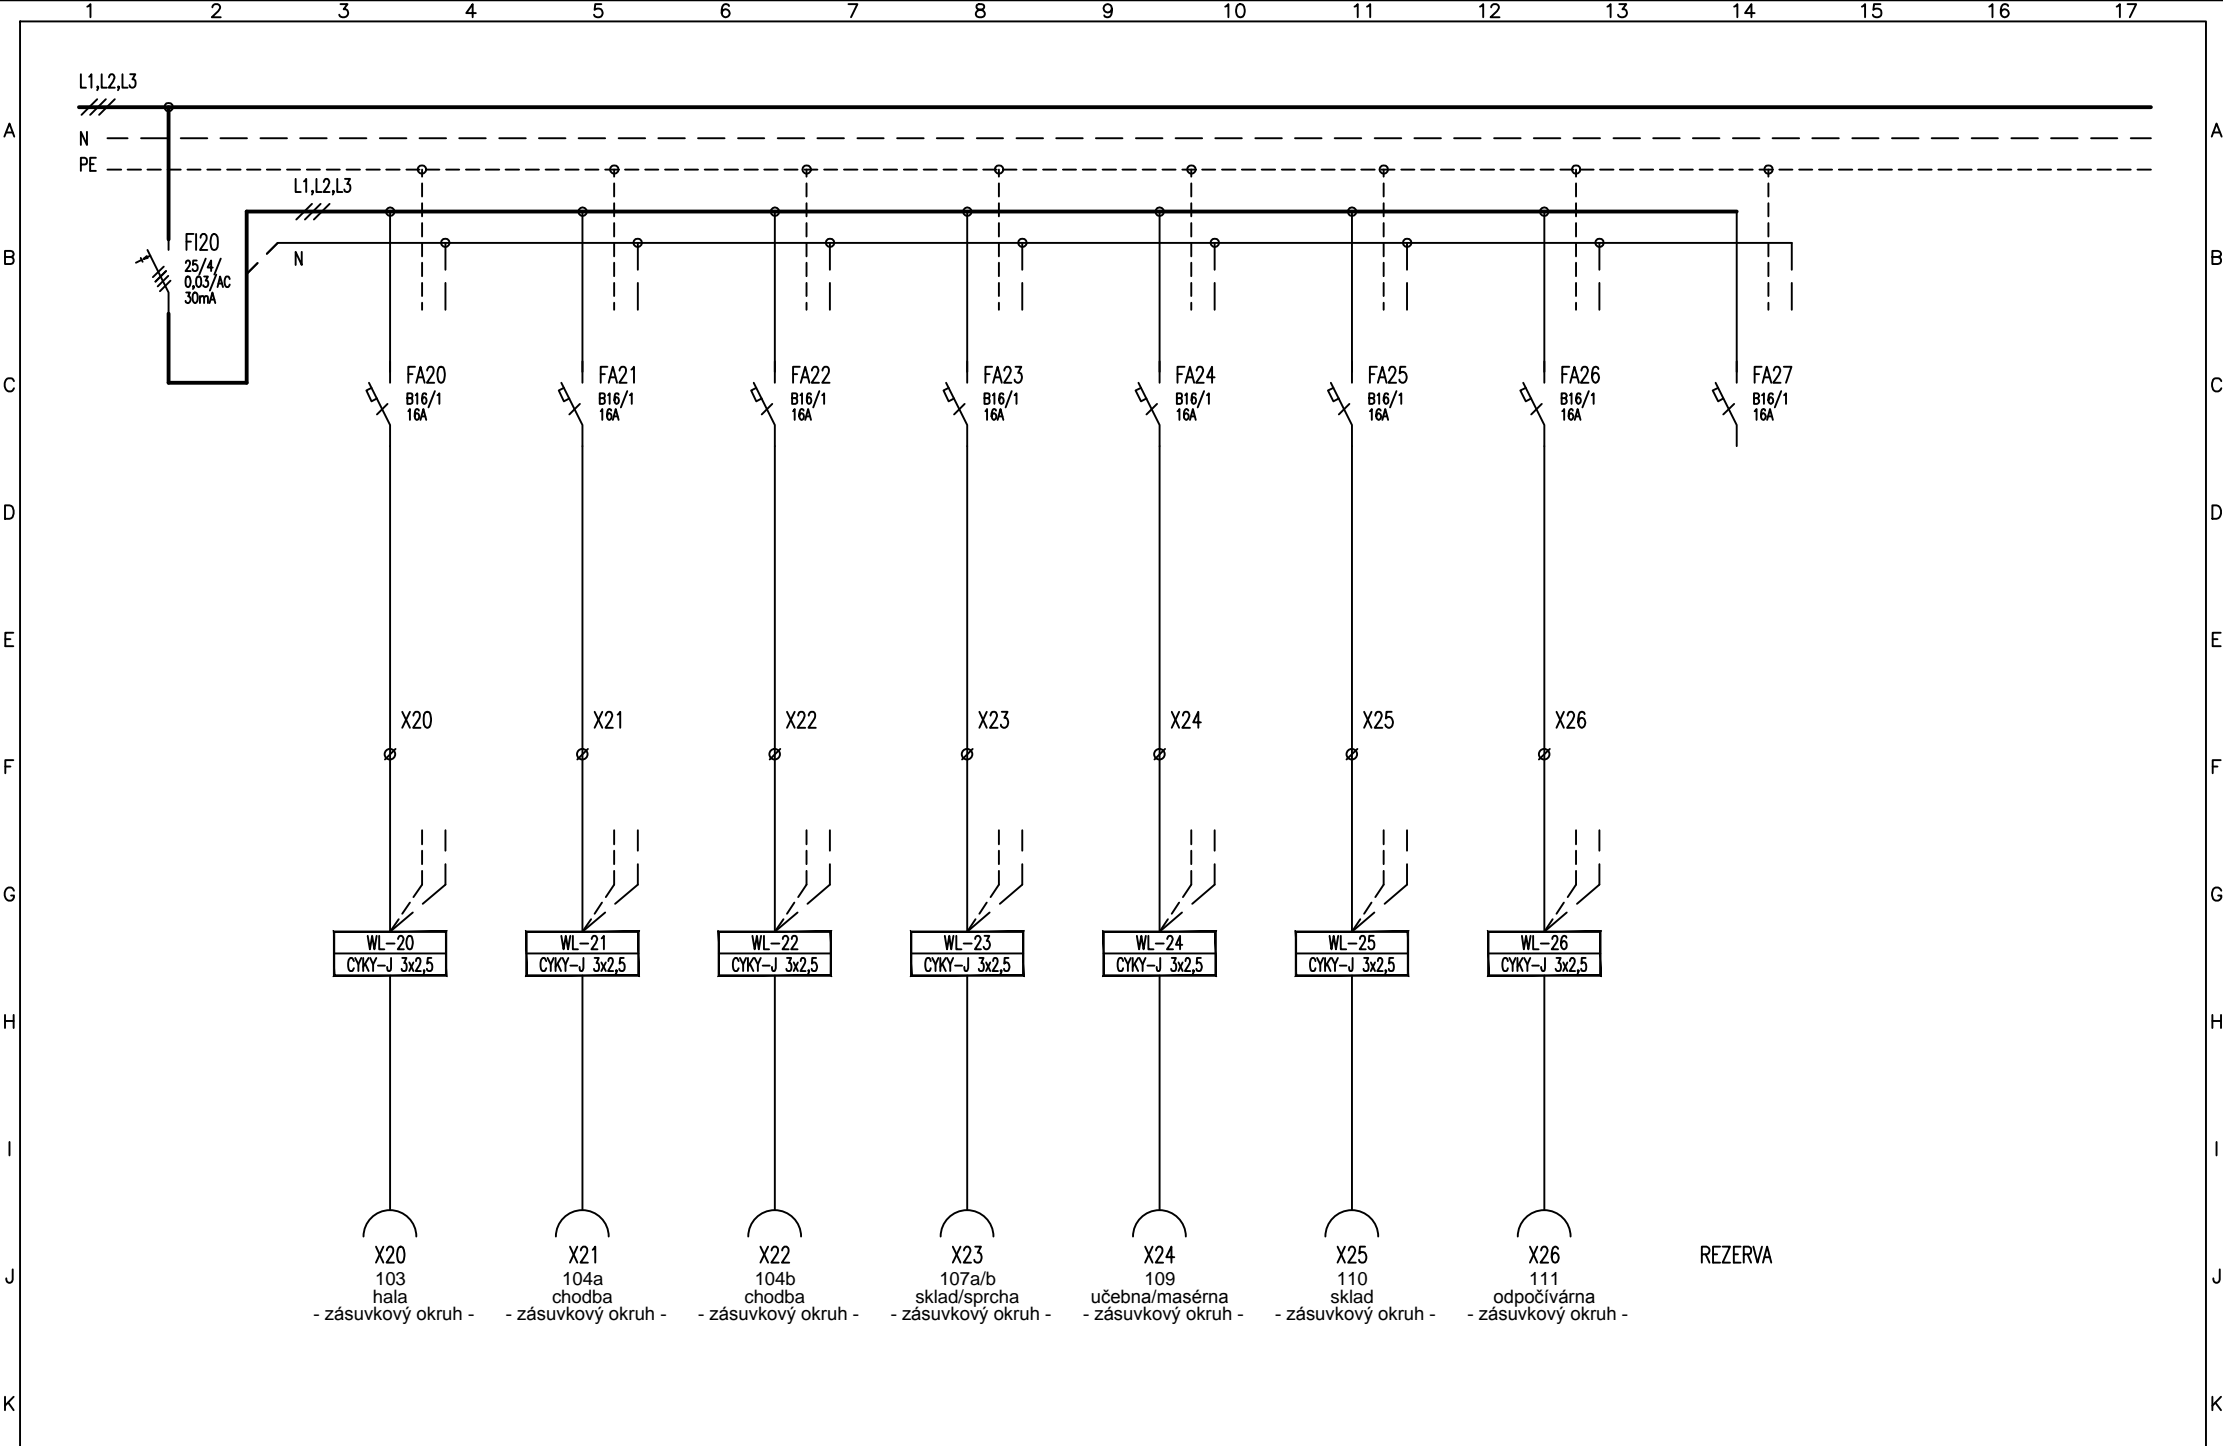 1 2 3 4 5 6 7 8 9 10 11 12 13 14 15 16 17
L1,L2,L3
A A
N
PE
L1,L2,L3
FI20
B N B
25/4/
0,03/AC
30mA
FA20 FA21 FA22 FA23 FA24 FA25 FA26 FA27
C C
B16/1 B16/1 B16/1 B16/1 B16/1 B16/1 B16/1 B16/1
16A 16A 16A 16A 16A 16A 16A 16A
D D
E E
X20 X21 X22 X23 X24 X25 X26
F F
G G
WL-20 WL-21 WL-22 WL-23 WL-24 WL-25 WL-26
CYKY-J 3x2,5 CYKY-J 3x2,5 CYKY-J 3x2,5 CYKY-J 3x2,5 CYKY-J 3x2,5 CYKY-J 3x2,5 CYKY-J 3x2,5
H H
I I
X20 X21 X22 X23 X24 X25 X26 REZERVA
J 103 104a 104b 107a/b 109 110 111 J
hala chodba chodba sklad/sprcha učebna/masérna sklad odpočívárna
- zásuvkový okruh - - zásuvkový okruh - - zásuvkový okruh - - zásuvkový okruh - - zásuvkový okruh - - zásuvkový okruh - - zásuvkový okruh -
K K